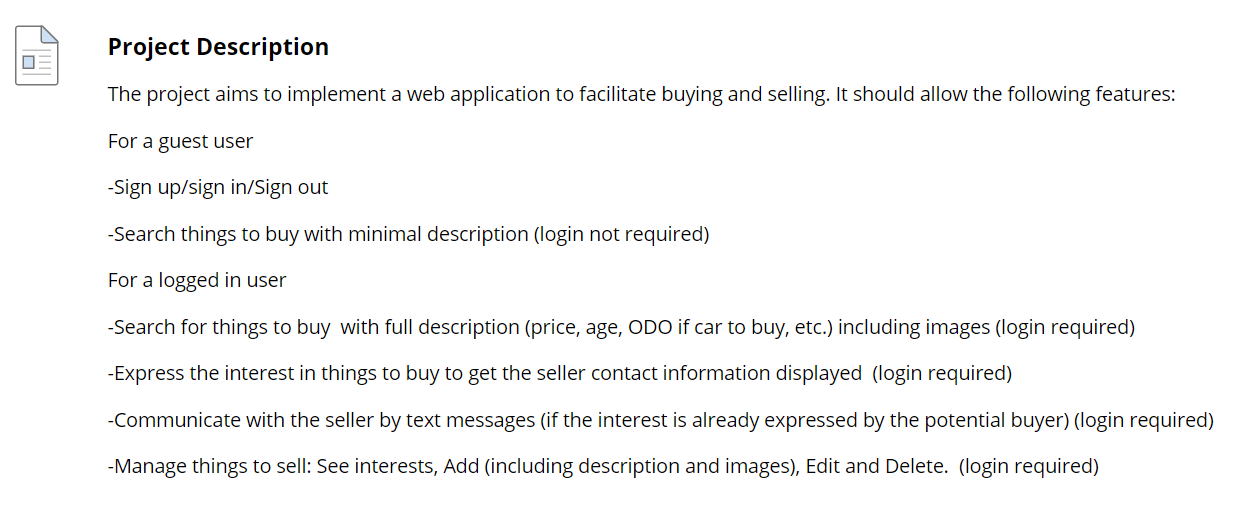 Project Description
The project aims to implement a web application to facilitate buying and selling. It should allow the following features:
For a guest user
-Sign up/sign in/Sign out
-Search things to buy with minimal description (login not required)
For a logged in user
-Search for things to buy  with full description (price, age, ODO if car to buy, etc.) including images (login required)
-Express the interest in things to buy to get the seller contact information displayed  (login required)
-Communicate with the seller by text messages (if the interest is already expressed by the potential buyer) (login required)
-Manage things to sell: See interests, Add (including description and images), Edit and Delete.  (login required)